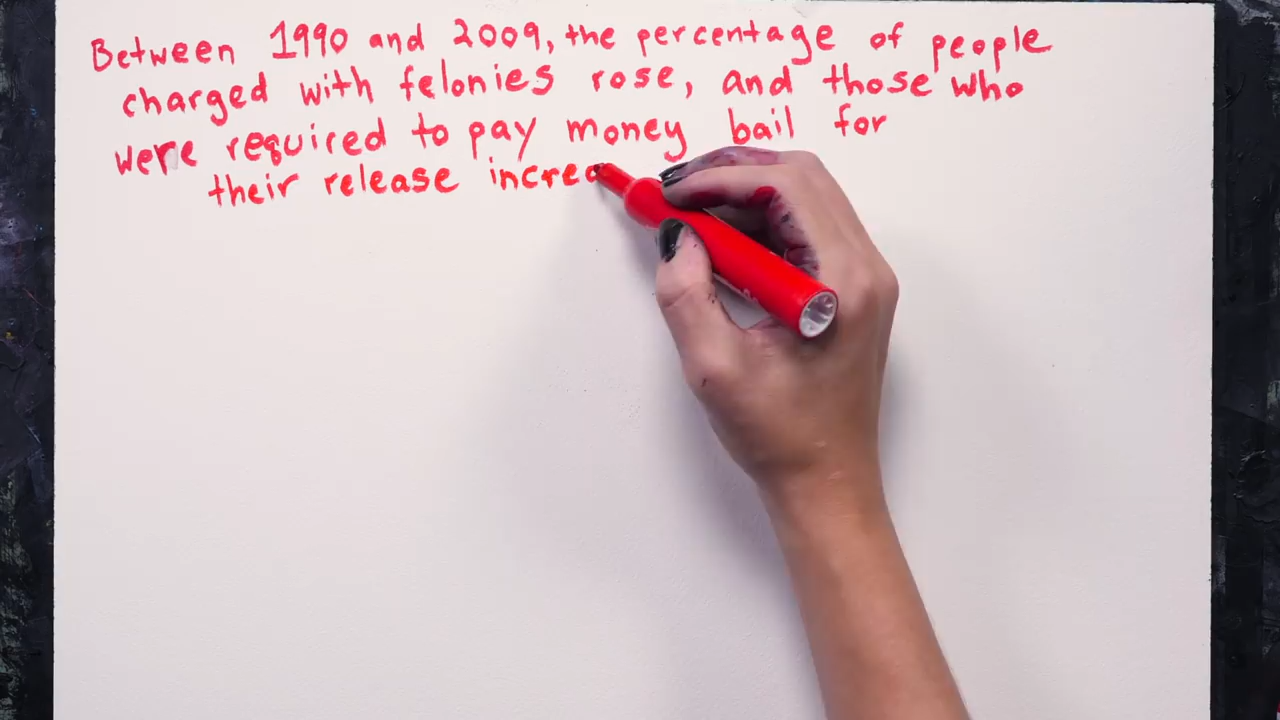 Between 1990 and 2009, the percentage of people
charged with felonies rose, and those who
were required to pay money bail for
their release increa